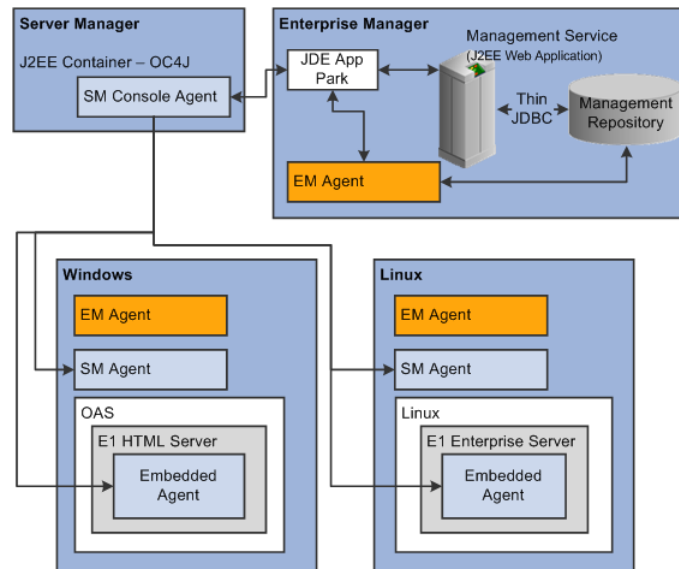 Server Manager
J2EE Container – OC4J
SM Console Agent
Enterprise Manager
JDE App
Park
Management Service
(J2EE Web Application)
Thin
JDBC
Management
Repository
EM Agent
Windows
EM Agent
SM Agent
OAS
E1 HTML Server
Embedded
Agent
Linux
EM Agent
SM Agent
Linux
E1 Enterprise Server
Embedded
Agent